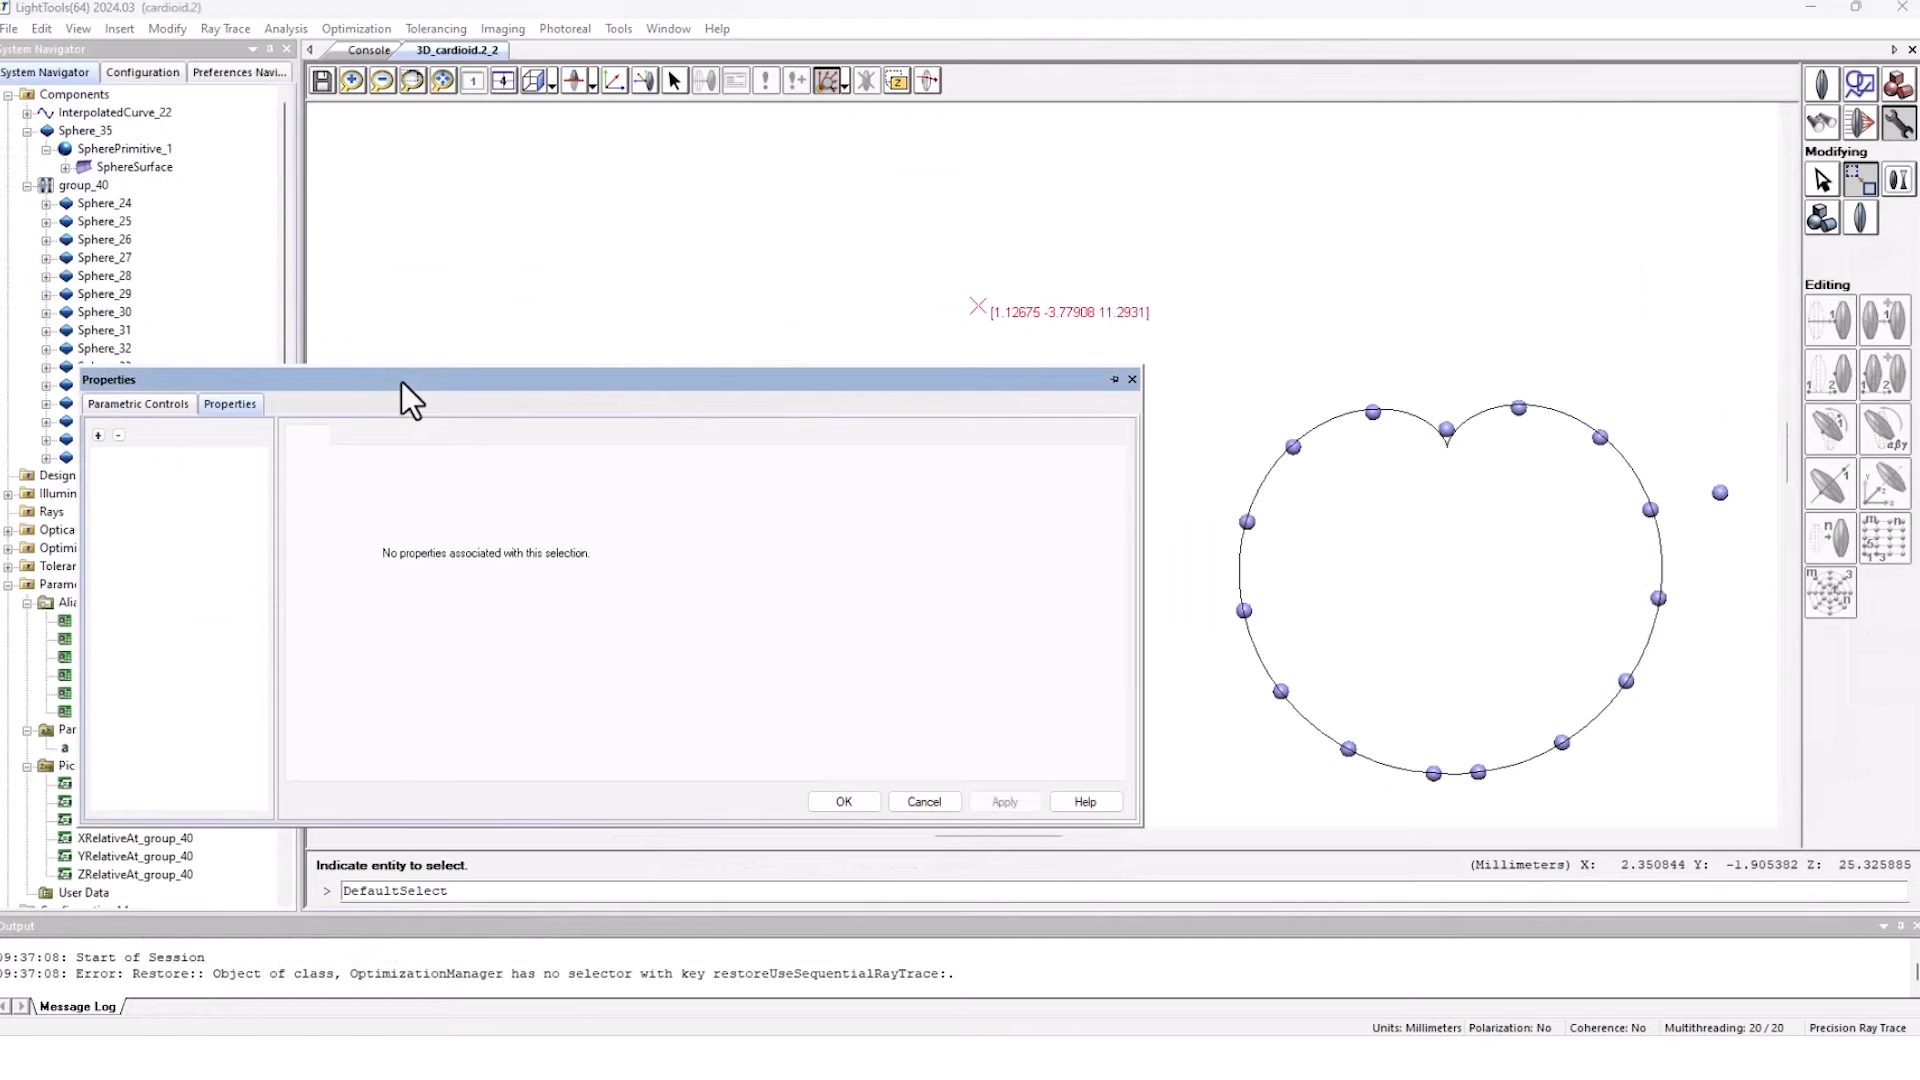 LightTools(64) 2024.03 (cardioid.2)
File Edit View Insert Modify Ray Trace Analysis Optimization Tolerancing Imaging Photoreal Tools Window Help
System Navigator
Console 3D_cardioid.2_2
System Navigator Configuration Preferences Navi...
Components
InterpolatedCurve_22
Sphere_35
SpherePrimitive_1
SphereSurface
group_40
Sphere_24
Sphere_25
Sphere_26
Sphere_27
Sphere_28
Sphere_29
Sphere_30
Sphere_31
Sphere_32
Design
Illumin
Rays
Optica
Optimi
Tolerar
Parame
Alia
Par
a
Pic
XRelativeAt_group_40
YRelativeAt_group_40
ZRelativeAt_group_40
User Data
[1.12675 -3.77908 11.2931]
Properties
Parametric Controls Properties
No properties associated with this selection.
OK Cancel Apply Help
Modifying
Editing
Indicate entity to select.
(Millimeters) X: 2.350844 Y: -1.905382 Z: 25.325885
> DefaultSelect
Output
09:37:08: Start of Session
09:37:08: Error: Restore:: Object of class, OptimizationManager has no selector with key restoreUseSequentialRayTrace:.
Message Log
Units: Millimeters Polarization: No Coherence: No Multithreading: 20 / 20 Precision Ray Trace